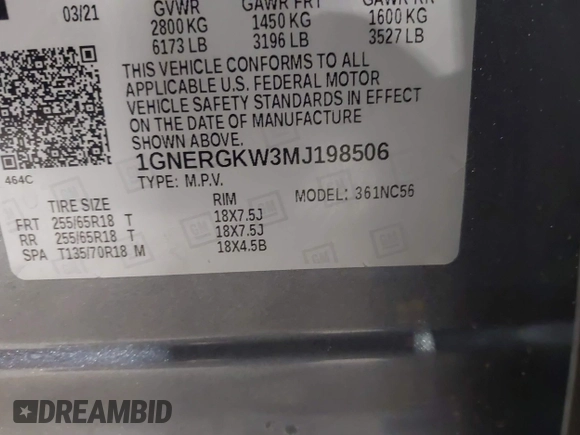 03/21 GVWR GAWR FRT GAWR RR
2800 KG 1450 KG 1600 KG
6173 LB 3196 LB 3527 LB
THIS VEHICLE CONFORMS TO ALL
APPLICABLE U.S. FEDERAL MOTOR
VEHICLE SAFETY STANDARDS IN EFFECT
ON THE DATE OF MANUFACTURE
SHOWN ABOVE.
464C
1GNERGKW3MJ198506
TYPE: M.P.V. MODEL: 361NC56
TIRE SIZE RIM
FRT 255/65R18 T 18X7.5J
RR 255/65R18 T 18X7.5J
SPA T135/70R18 M 18X4.5B
GM
DREAMBID